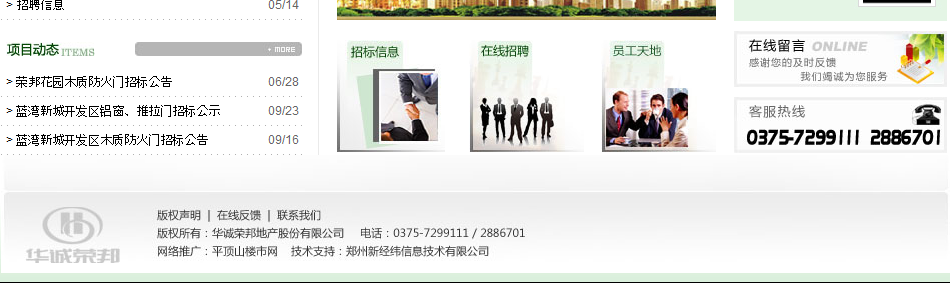 > 招聘信息 05/14
项目动态 ITEMS
• MORE
> 荣邦花园木质防火门招标公告 06/28
> 蓝湾新城开发区铝窗、推拉门招标公示 09/23
> 蓝湾新城开发区木质防火门招标公告 09/16
招标信息
在线招聘
员工天地
在线留言 ONLINE
感谢您的及时反馈
我们竭诚为您服务
客服热线
0375-7299111 2886701
华诚荣邦
版权声明 | 在线反馈 | 联系我们
版权所有：华诚荣邦地产股份有限公司 电话：0375-7299111 / 2886701
网络推广：平顶山楼市网 技术支持：郑州新经纬信息技术有限公司